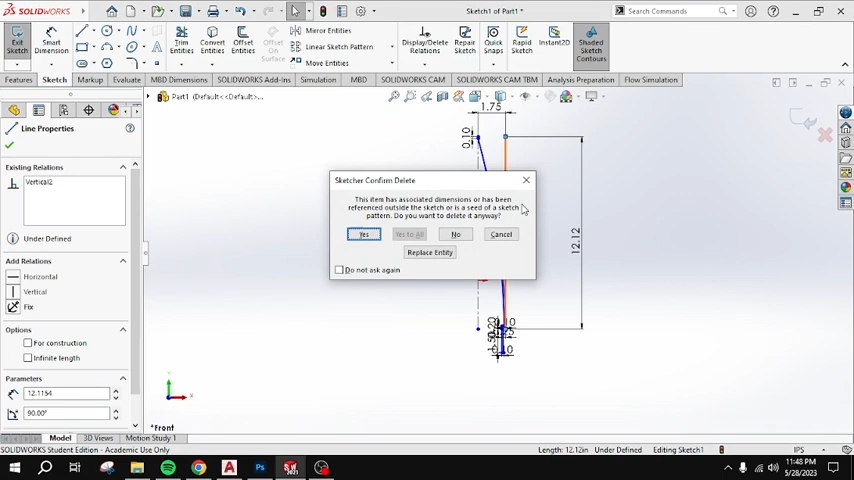 SOLIDWORKS
Sketch1 of Part1 *
Search Commands
Exit Sketch
Smart Dimension
Trim Entities
Convert Entities
Offset Entities
Offset On Surface
Mirror Entities
Linear Sketch Pattern
Move Entities
Display/Delete Relations
Repair Sketch
Quick Snaps
Rapid Sketch
Instant2D
Shaded Sketch Contours
Features
Sketch
Markup
Evaluate
MBD Dimensions
SOLIDWORKS Add-Ins
Simulation
MBD
SOLIDWORKS CAM
SOLIDWORKS CAM TBM
Analysis Preparation
Flow Simulation
Part1 (Default<<Default>...
Line Properties
Existing Relations
Vertical2
Under Defined
Add Relations
Horizontal
Vertical
Fix
Options
For construction
Infinite length
Parameters
12.1154
90.00°
1.75
0.10
12.12
Sketcher Confirm Delete
This item has associated dimensions or has been
referenced outside the sketch or is a seed of a sketch
pattern. Do you want to delete it anyway?
Yes
Yes to All
No
Cancel
Replace Entity
Do not ask again
*Front
Model
3D Views
Motion Study 1
SOLIDWORKS Student Edition - Academic Use Only
Length: 12.12in
Under Defined
Editing Sketch1
IPS
11:48 PM
5/28/2023